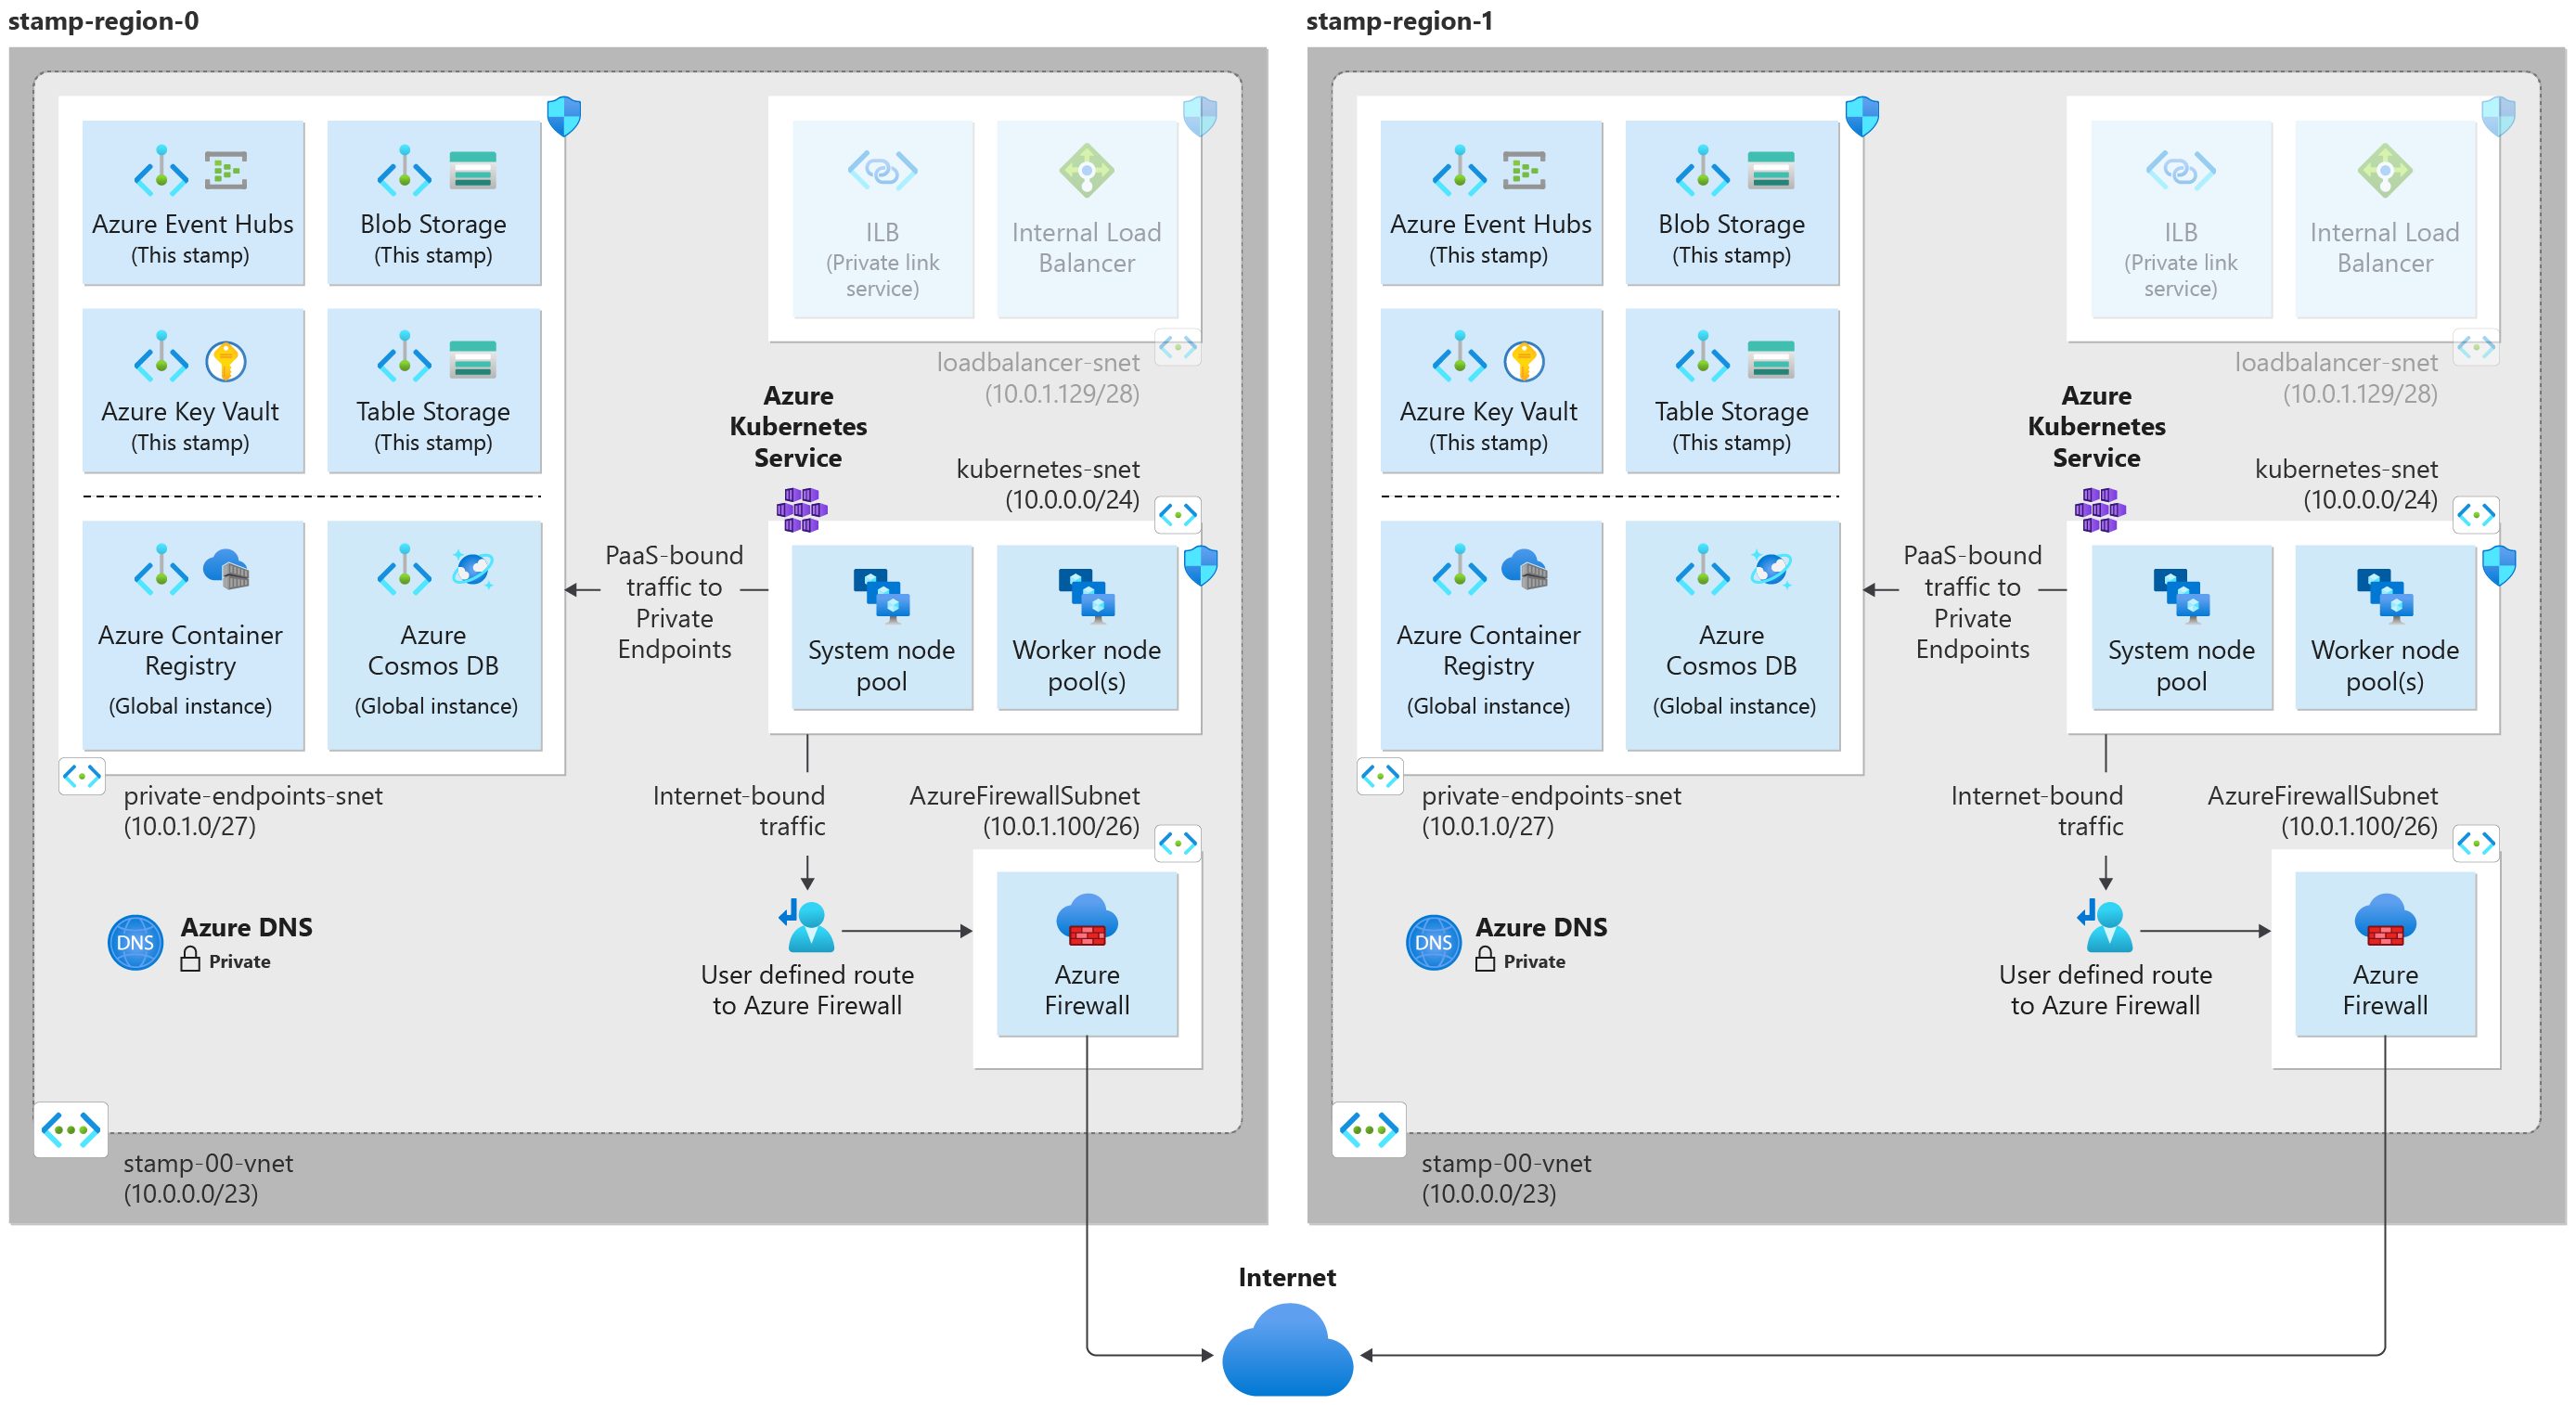 stamp-region-0
Azure Event Hubs
(This stamp)
Blob Storage
(This stamp)
Azure Key Vault
(This stamp)
Table Storage
(This stamp)
Azure Container
Registry
(Global instance)
Azure
Cosmos DB
(Global instance)
private-endpoints-snet
(10.0.1.0/27)
ILB
(Private link
service)
Internal Load
Balancer
loadbalancer-snet
(10.0.1.129/28)
Azure
Kubernetes
Service
kubernetes-snet
(10.0.0.0/24)
PaaS-bound
traffic to
Private
Endpoints
System node
pool
Worker node
pool(s)
Internet-bound
traffic
AzureFirewallSubnet
(10.0.1.100/26)
DNS
Azure DNS
Private
User defined route
to Azure Firewall
Azure
Firewall
stamp-00-vnet
(10.0.0.0/23)
stamp-region-1
Azure Event Hubs
(This stamp)
Blob Storage
(This stamp)
Azure Key Vault
(This stamp)
Table Storage
(This stamp)
Azure Container
Registry
(Global instance)
Azure
Cosmos DB
(Global instance)
private-endpoints-snet
(10.0.1.0/27)
ILB
(Private link
service)
Internal Load
Balancer
loadbalancer-snet
(10.0.1.129/28)
Azure
Kubernetes
Service
kubernetes-snet
(10.0.0.0/24)
PaaS-bound
traffic to
Private
Endpoints
System node
pool
Worker node
pool(s)
Internet-bound
traffic
AzureFirewallSubnet
(10.0.1.100/26)
DNS
Azure DNS
Private
User defined route
to Azure Firewall
Azure
Firewall
stamp-00-vnet
(10.0.0.0/23)
Internet